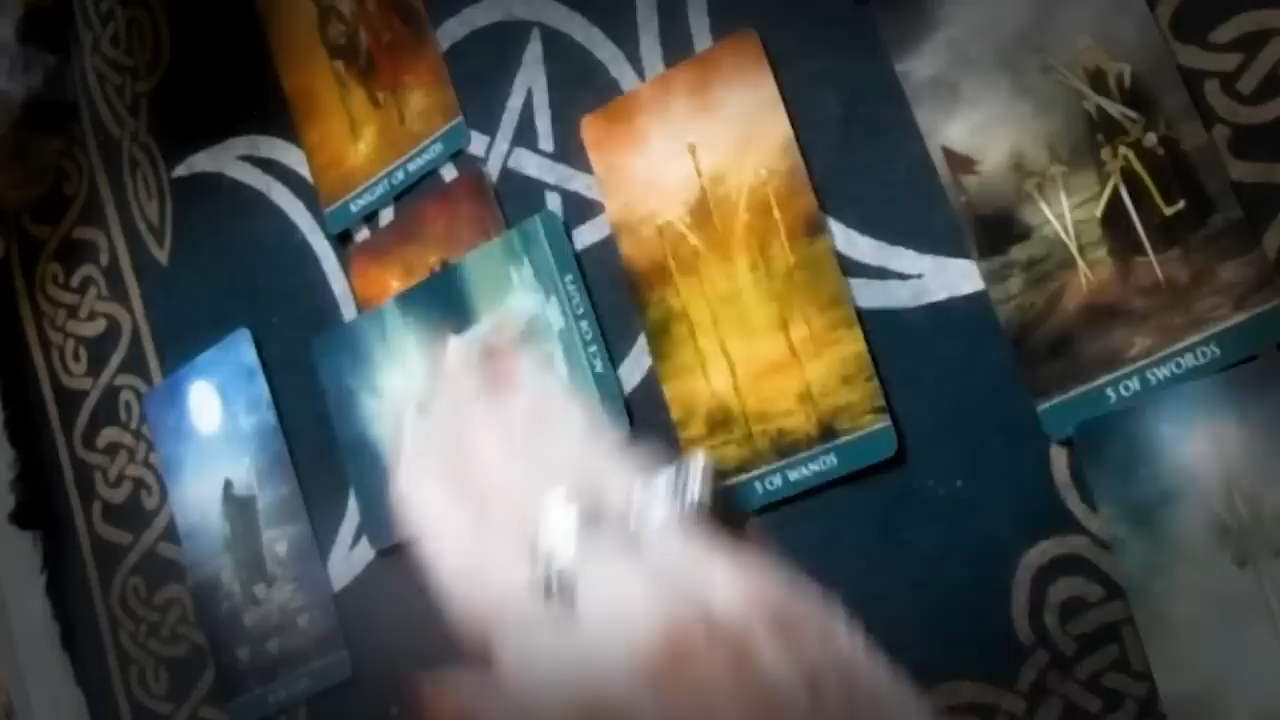 KNIGHT OF WANDS
ACE OF CUPS
5 OF WANDS
5 OF SWORDS